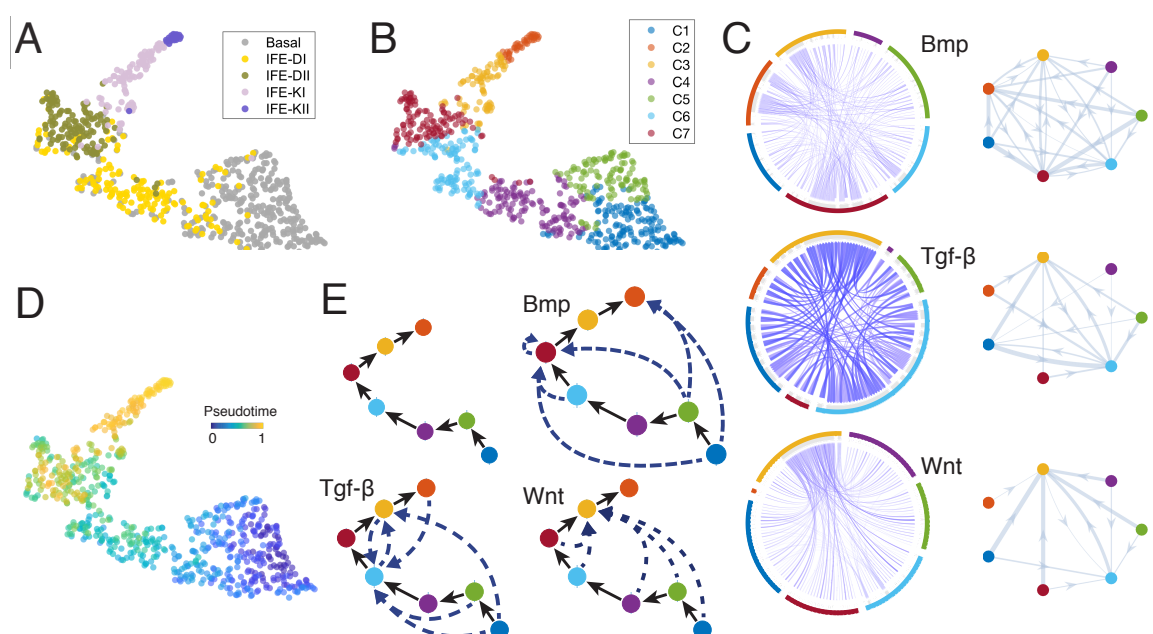 A
Basal
IFE-DI
IFE-DII
IFE-KI
IFE-KII
B
C1
C2
C3
C4
C5
C6
C7
C
Bmp
Tgf-β
Wnt
D
Pseudotime
0 1
E
Bmp
Tgf-β
Wnt